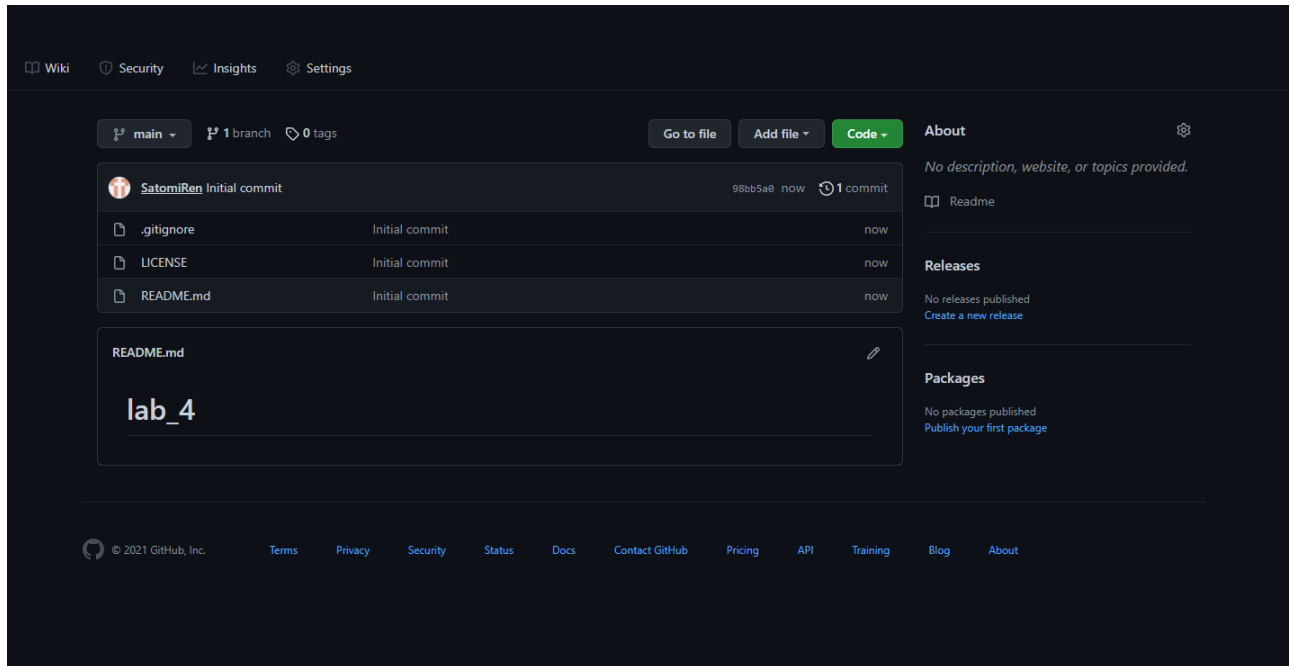 Wiki Security Insights Settings
main 1 branch 0 tags Go to file Add file Code
SatomiRen Initial commit 98bb5a0 now 1 commit
.gitignore Initial commit now
LICENSE Initial commit now
README.md Initial commit now
README.md
lab_4
About
No description, website, or topics provided.
Readme
Releases
No releases published
Create a new release
Packages
No packages published
Publish your first package
© 2021 GitHub, Inc. Terms Privacy Security Status Docs Contact GitHub Pricing API Training Blog About